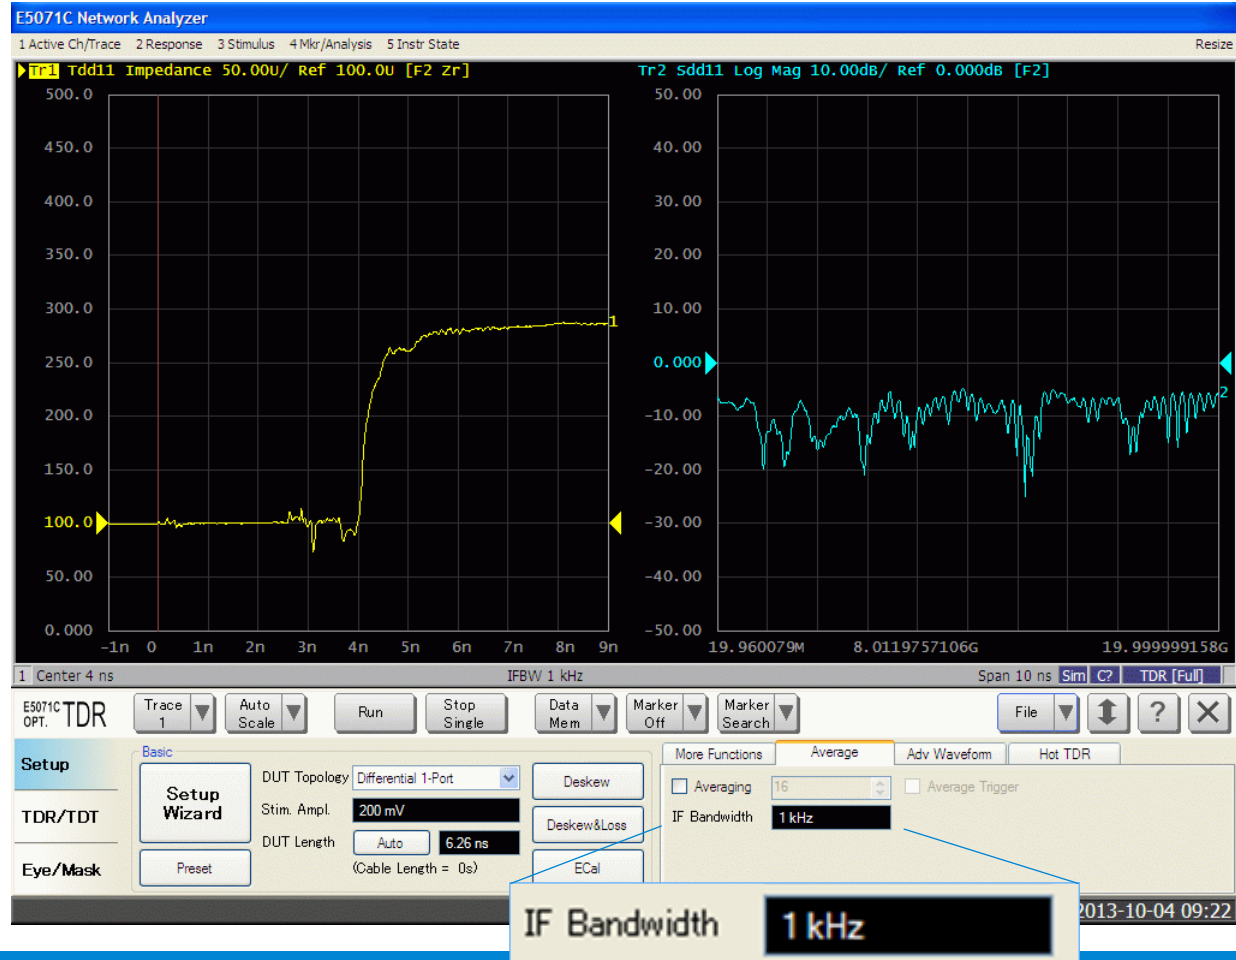 E5071C Network Analyzer
1 Active Ch/Trace 2 Response 3 Stimulus 4 Mkr/Analysis 5 Instr State Resize
Tr1 Tdd11 Impedance 50.00U/ Ref 100.0U [F2 Zr]
500.0
450.0
400.0
350.0
300.0
250.0
200.0
150.0
100.0
50.00
0.000
-1n 0 1n 2n 3n 4n 5n 6n 7n 8n 9n
1
Tr2 Sdd11 Log Mag 10.00dB/ Ref 0.000dB [F2]
50.00
40.00
30.00
20.00
10.00
0.000
-10.00
-20.00
-30.00
-40.00
-50.00
19.960079M 8.0119757106G 19.999999158G
2
1 Center 4 ns IFBW 1 kHz Span 10 ns Sim C? TDR [Full]
E5071C OPT. TDR
Trace 1
Auto Scale
Run
Stop Single
Data Mem
Marker Off
Marker Search
File
?
Setup
TDR/TDT
Eye/Mask
Basic
Setup Wizard
Preset
DUT Topology Differential 1-Port
Stim. Ampl. 200 mV
DUT Length Auto 6.26 ns
(Cable Length = 0s)
Deskew
Deskew&Loss
ECal
More Functions Average Adv Waveform Hot TDR
Averaging 16 Average Trigger
IF Bandwidth 1 kHz
IF Bandwidth 1 kHz
2013-10-04 09:22